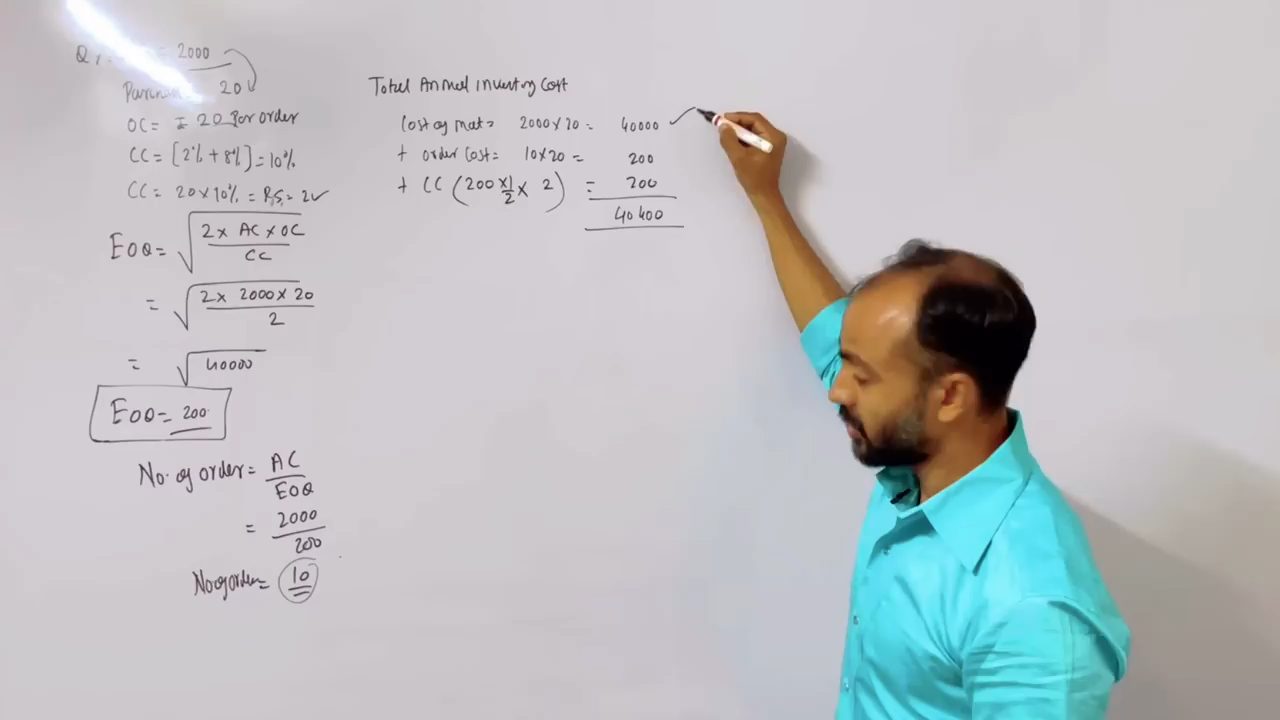 2000
20
OC = 20 Per order
CC = [2% + 8%] = 10%
CC = 20 x 10% = Rs. = 2 ✓
EOQ = √ 2 x AC x OC
CC
= √ 2 x 2000 x 20
2
= √ 40000
EOQ = 200.
No. of order = AC
EOQ
= 2000
200
No of order = 10
Total Annual Inventory Cost
Cost of mat = 2000 x 20 = 40000 ✓
+ order cost = 10 x 20 = 200
+ CC (200 x 1/2 x 2) = 200
40400